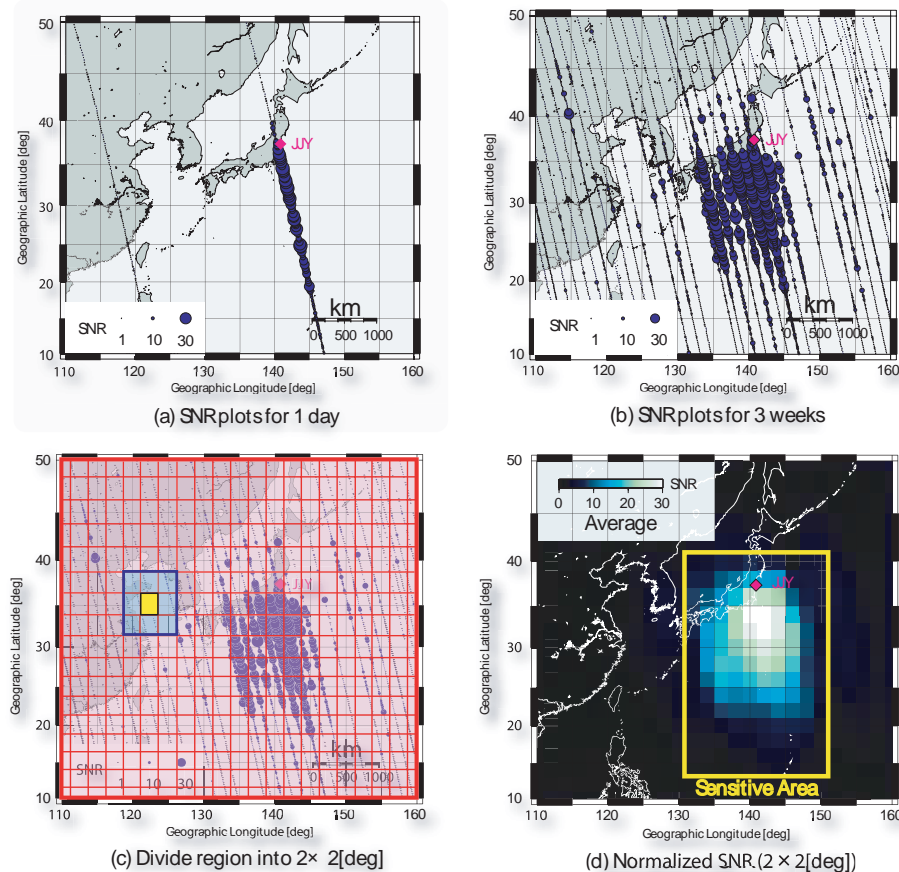 50
40
30
20
10
110
120
130
140
150
160
Geographic Latitude [deg]
Geographic Longitude [deg]
JJY
km
0 500 1000
SNR
1 10 30
(a) SNR plots for 1 day
50
40
30
20
10
110
120
130
140
150
160
Geographic Latitude [deg]
Geographic Longitude [deg]
JJY
km
0 500 1000
SNR
1 10 30
(b) SNR plots for 3 weeks
50
40
30
20
10
110
120
130
140
150
160
Geographic Latitude [deg]
Geographic Longitude [deg]
JJY
km
0 500 1000
SNR
1 10 30
(c) Divide region into 2× 2[deg]
50
40
30
20
10
110
120
130
140
150
160
Geographic Latitude [deg]
Geographic Longitude [deg]
SNR
0 10 20 30
Average
JJY
Sensitive Area
(d) Normalized SNR.(2 × 2[deg])